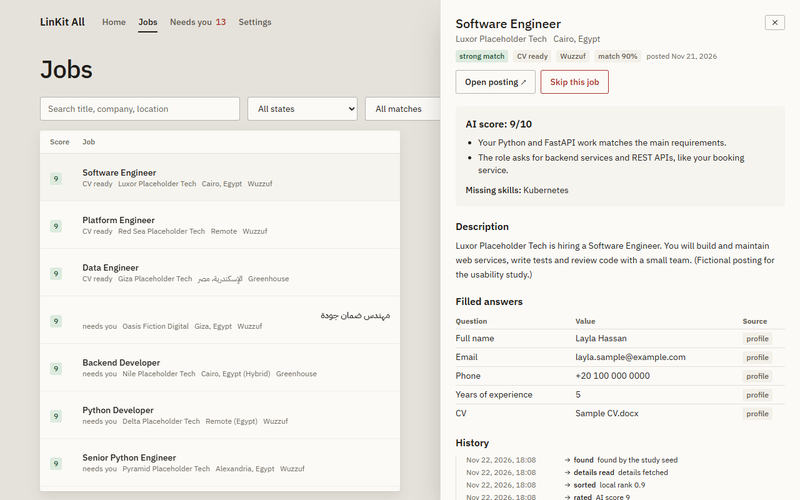 LinKit All Home Jobs Needs you 13 Settings
Jobs
Search title, company, location All states All matches
Score Job
9 Software Engineer
CV ready Luxor Placeholder Tech Cairo, Egypt Wuzzuf
9 Platform Engineer
CV ready Red Sea Placeholder Tech Remote Wuzzuf
9 Data Engineer
CV ready Giza Placeholder Tech الإسكندرية، مصر Greenhouse
9 مهندس ضمان جودة
needs you Oasis Fiction Digital Giza, Egypt Wuzzuf
9 Backend Developer
needs you Nile Placeholder Tech Cairo, Egypt (Hybrid) Greenhouse
9 Python Developer
needs you Delta Placeholder Tech Remote (Egypt) Wuzzuf
9 Senior Python Engineer
needs you Pyramid Placeholder Tech Alexandria, Egypt Wuzzuf
Software Engineer ✕
Luxor Placeholder Tech Cairo, Egypt
strong match CV ready Wuzzuf match 90% posted Nov 21, 2026
Open posting ↗ Skip this job
AI score: 9/10
• Your Python and FastAPI work matches the main requirements.
• The role asks for backend services and REST APIs, like your booking
service.
Missing skills: Kubernetes
Description
Luxor Placeholder Tech is hiring a Software Engineer. You will build and maintain
web services, write tests and review code with a small team. (Fictional posting for
the usability study.)
Filled answers
Question Value Source
Full name Layla Hassan profile
Email layla.sample@example.com profile
Phone +20 100 000 0000 profile
Years of experience 5 profile
CV Sample CV.docx profile
History
Nov 22, 2026, 18:08 → found found by the study seed
Nov 22, 2026, 18:08 → details read details fetched
Nov 22, 2026, 18:08 → sorted local rank 0.9
Nov 22, 2026, 18:08 → rated AI score 9